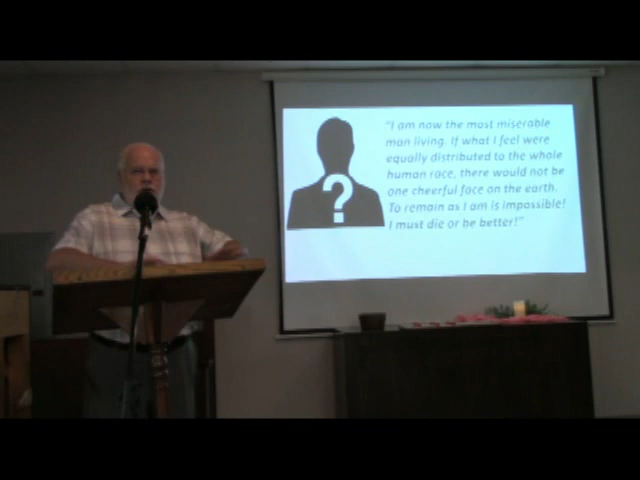 "I am now the most miserable
man living. If what I feel were
equally distributed to the whole
human race, there would not be
one cheerful face on the earth.
To remain as I am is impossible!
I must die or be better!"
?